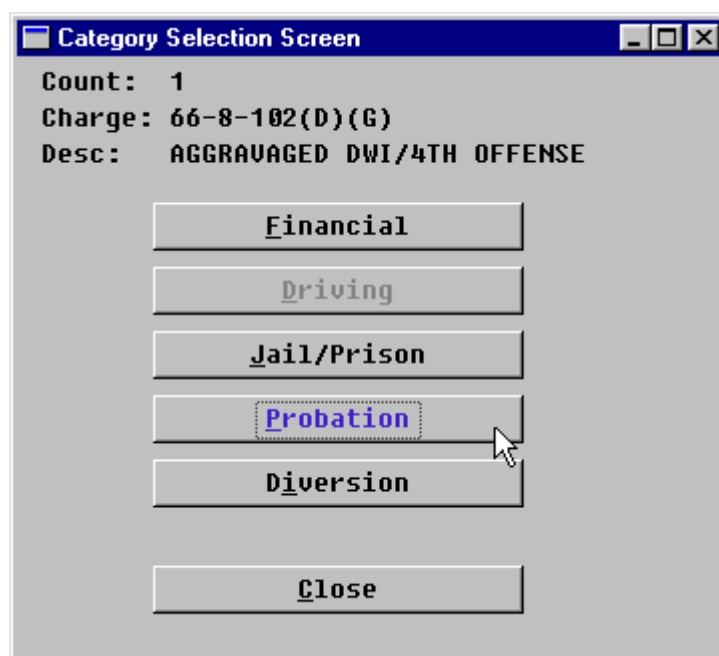 Category Selection Screen
Count: 1
Charge: 66-8-102(D)(G)
Desc: AGGRAVAGED DWI/4TH OFFENSE
Financial
Driving
Jail/Prison
Probation
Diversion
Close